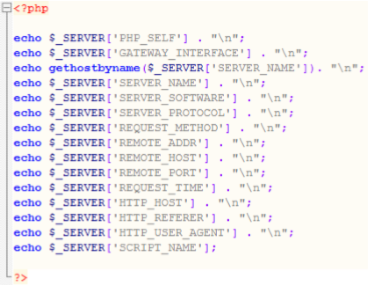 <?php
echo $_SERVER['PHP_SELF'] . "\n";
echo $_SERVER['GATEWAY_INTERFACE'] . "\n";
echo gethostbyname($_SERVER['SERVER_NAME']). "\n";
echo $_SERVER['SERVER_NAME'] . "\n";
echo $_SERVER['SERVER_SOFTWARE'] . "\n";
echo $_SERVER['SERVER_PROTOCOL'] . "\n";
echo $_SERVER['REQUEST_METHOD'] . "\n";
echo $_SERVER['REMOTE_ADDR'] . "\n";
echo $_SERVER['REMOTE_HOST'] . "\n";
echo $_SERVER['REMOTE_PORT'] . "\n";
echo $_SERVER['REQUEST_TIME'] . "\n";
echo $_SERVER['HTTP_HOST'] . "\n";
echo $_SERVER['HTTP_REFERER'] . "\n";
echo $_SERVER['HTTP_USER_AGENT'] . "\n";
echo $_SERVER['SCRIPT_NAME'];
?>